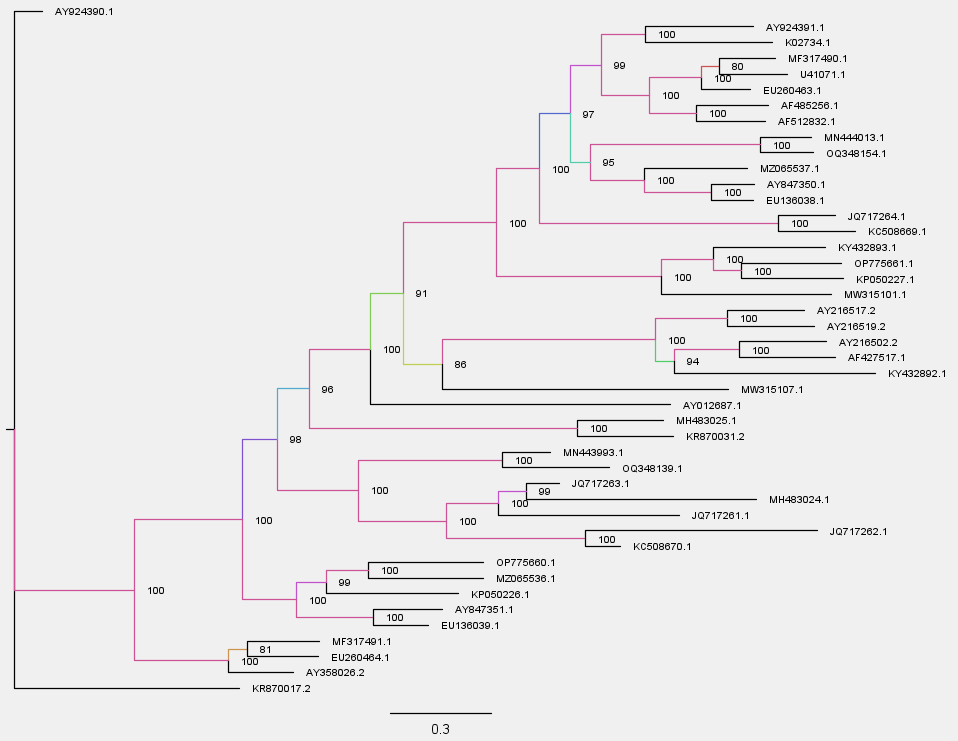 AY924390.1
AY924391.1
100
K02734.1
MF317490.1
99
80
U41071.1
100
EU260463.1
100
AF485256.1
100
97
AF512832.1
MN444013.1
100
OQ348154.1
95
100
MZ065537.1
100
AY847350.1
100
EU136038.1
JQ717264.1
100
100
KC508669.1
KY432893.1
100
OP775661.1
100
100
KP050227.1
91
MW315101.1
AY216517.2
100
AY216519.2
100
AY216502.2
100
100
AF427517.1
94
86
KY432892.1
96
MW315107.1
AY012687.1
MH483025.1
100
KR870031.2
98
MN443993.1
100
OQ348139.1
JQ717263.1
100
99
MH483024.1
100
JQ717261.1
100
100
JQ717262.1
100
KC508670.1
OP775660.1
100
MZ065536.1
99
KP050226.1
100
100
AY847351.1
100
EU136039.1
MF317491.1
81
EU260464.1
100
AY358026.2
KR870017.2
0.3